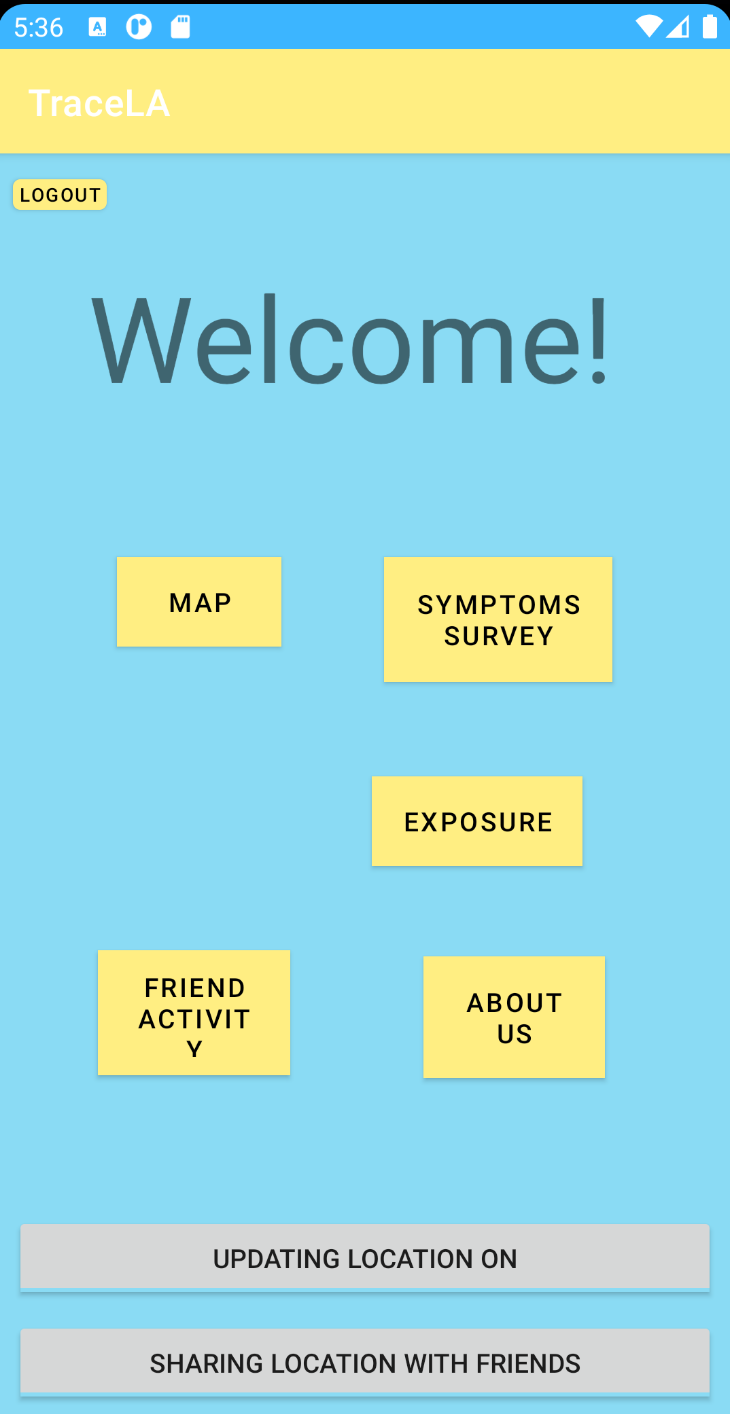 5:36
TraceLA
LOGOUT
Welcome!
MAP
SYMPTOMS
SURVEY
EXPOSURE
FRIEND
ACTIVIT
Y
ABOUT
US
UPDATING LOCATION ON
SHARING LOCATION WITH FRIENDS